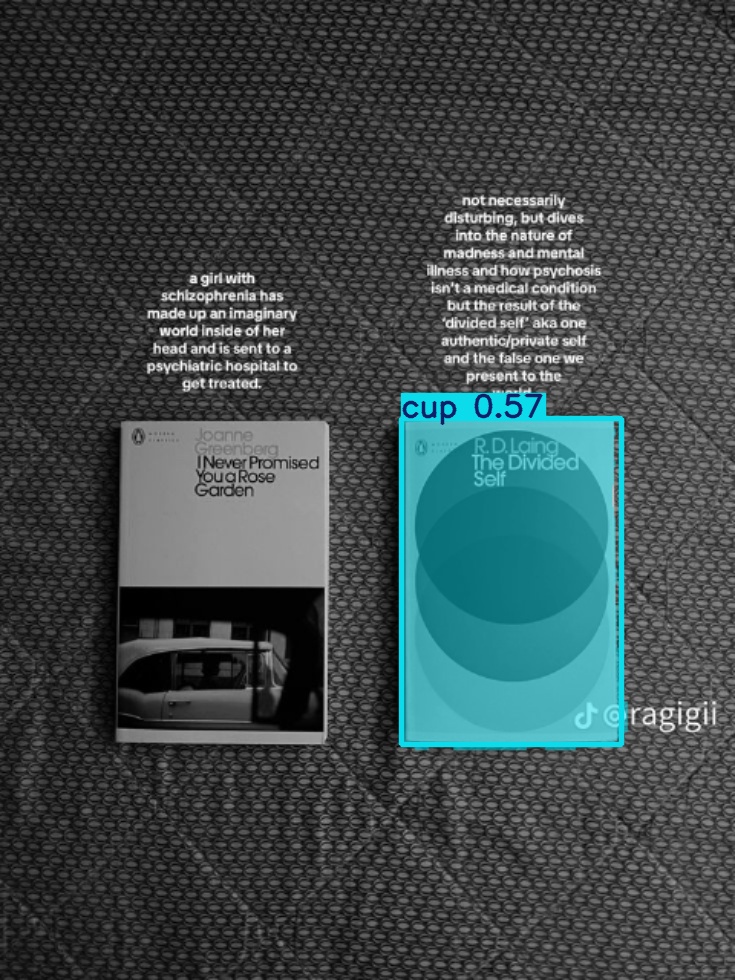 not necessarily
disturbing, but dives
into the nature of
madness and mental
illness and how psychosis
isn't a medical condition
but the result of the
'divided self' aka one
authentic/private self
and the false one we
present to the
world.
a girl with
schizophrenia has
made up an imaginary
world inside of her
head and is sent to a
psychiatric hospital to
get treated.
cup 0.57
Joanne
Greenberg
I Never Promised
You a Rose
Garden
R.D. Laing
The Divided
Self
@ragigii